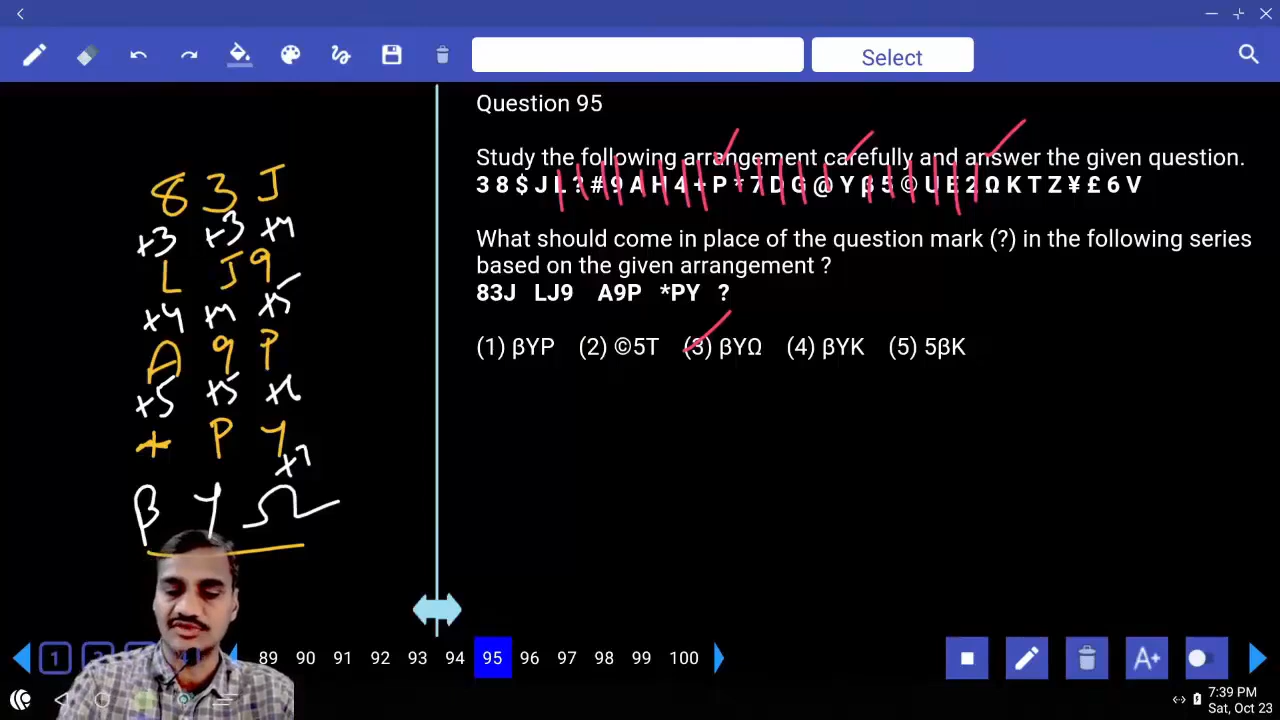 Select
Question 95
Study the following arrangement carefully and answer the given question.
3 8 $ J L ? # 9 A H 4 + P * 7 D G @ Y β 5 © U E 2 Ω K T Z ¥ £ 6 V
What should come in place of the question mark (?) in the following series
based on the given arrangement ?
83J LJ9 A9P *PY ?
(1) βYP (2) ©5T (3) βYΩ (4) βYK (5) 5βK
8 3 J
+3 +3 +4
L J 9
+4 +4 +5
A 9 P
+5 +5 +6
* P Y
+7
β Y Ω
1 89 90 91 92 93 94 95 96 97 98 99 100
A+
7:39 PM
Sat, Oct 23